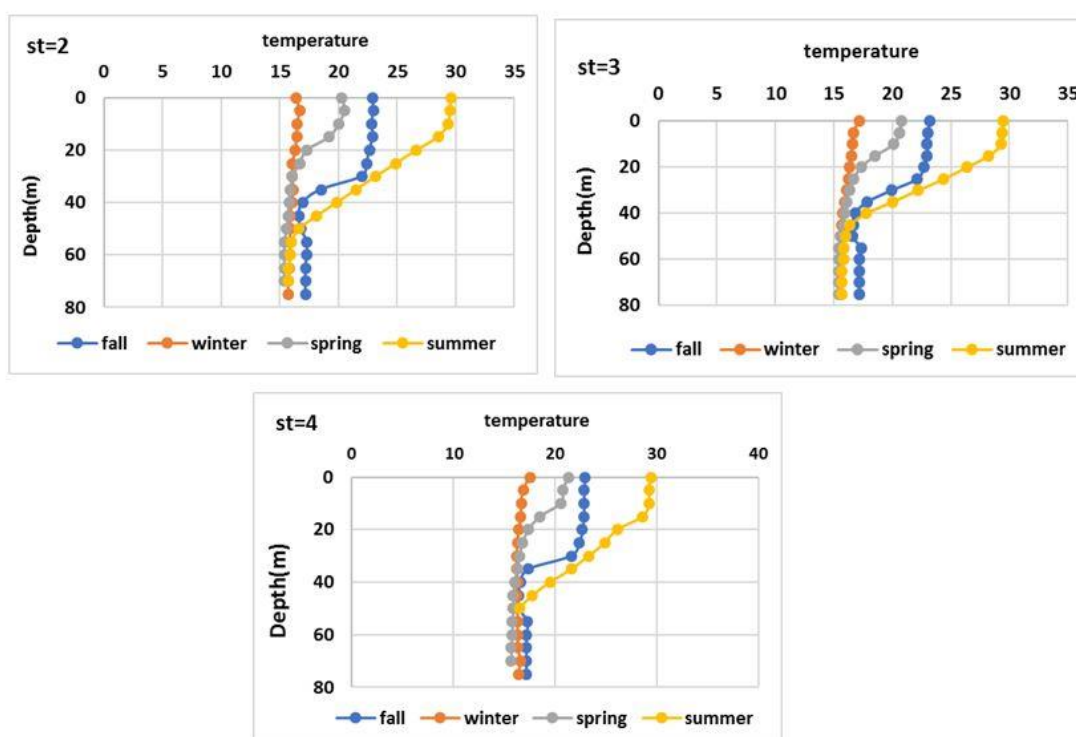 st=2
temperature
0 5 10 15 20 25 30 35
0
20
40
60
80
Depth(m)
fall winter spring summer
st=3
temperature
0 5 10 15 20 25 30 35
0
20
40
60
80
Depth(m)
fall winter spring summer
st=4
temperature
0 10 20 30 40
0
20
40
60
80
Depth(m)
fall winter spring summer